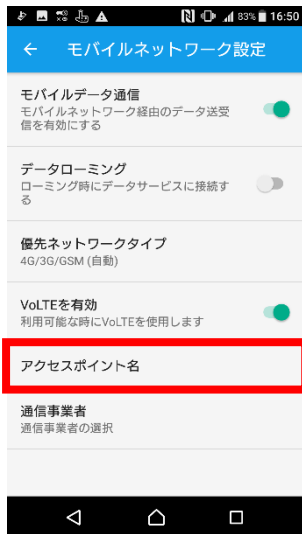 83% 16:50
モバイルネットワーク設定
モバイルデータ通信
モバイルネットワーク経由のデータ送受
信を有効にする
データローミング
ローミング時にデータサービスに接続す
る
優先ネットワークタイプ
4G/3G/GSM (自動)
VoLTEを有効
利用可能な時にVoLTEを使用します
アクセスポイント名
通信事業者
通信事業者の選択